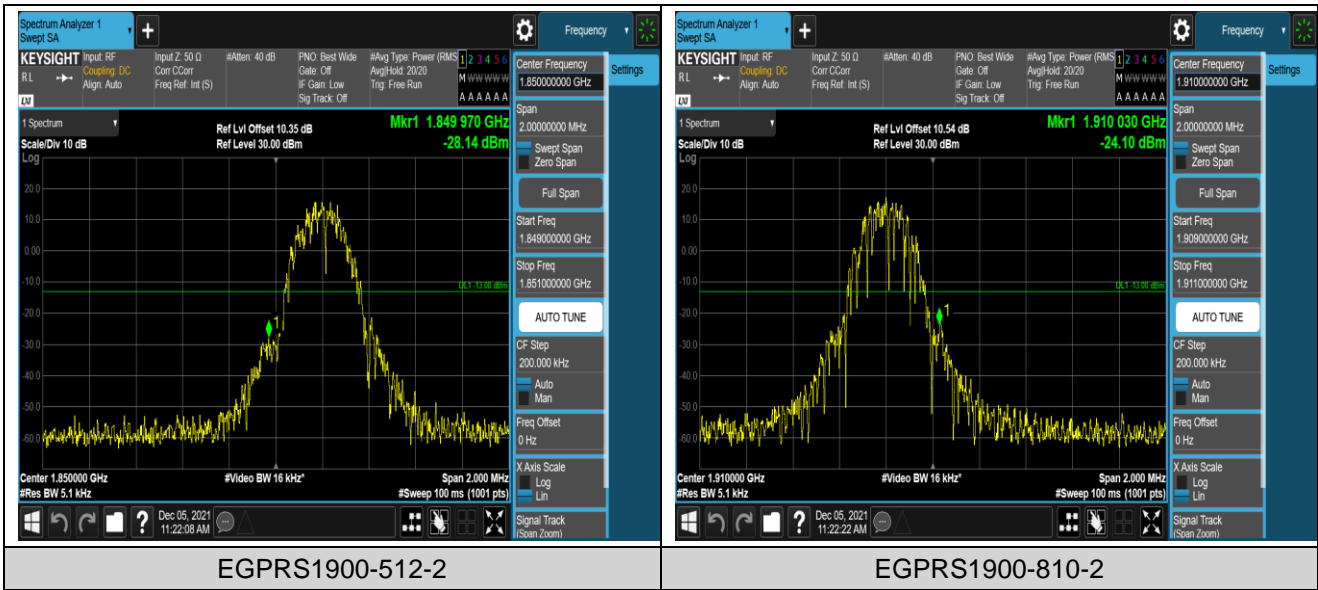 Spectrum Analyzer 1
Swept SA
Frequency
KEYSIGHT
Input: RF
Coupling: DC
Align: Auto
Input Z: 50 Ω
Corr CCorr
Freq Ref: Int (S)
#Atten: 40 dB
PNO: Best Wide
Gate: Off
IF Gain: Low
Sig Track: Off
#Avg Type: Power (RMS
Avg|Hold: 20/20
Trig: Free Run
1 2 3 4 5 6
M W W W W W
A A A A A A
RL
LXI
Center Frequency
1.850000000 GHz
Settings
1 Spectrum
Scale/Div 10 dB
Log
Ref Lvl Offset 10.35 dB
Ref Level 30.00 dBm
Mkr1 1.849 970 GHz
-28.14 dBm
Span
2.00000000 MHz
Swept Span
Zero Span
Full Span
Start Freq
1.849000000 GHz
Stop Freq
1.851000000 GHz
AUTO TUNE
CF Step
200.000 kHz
Auto
Man
Freq Offset
0 Hz
X Axis Scale
Log
Lin
Signal Track
(Span Zoom)
20.0
10.0
0.00
-10.0
-20.0
-30.0
-40.0
-50.0
-60.0
DL1 -13.00 dBm
1
Center 1.850000 GHz
#Res BW 5.1 kHz
#Video BW 16 kHz*
Span 2.000 MHz
#Sweep 100 ms (1001 pts)
?
Dec 05, 2021
11:22:08 AM
EGPRS1900-512-2
Spectrum Analyzer 1
Swept SA
Frequency
KEYSIGHT
Input: RF
Coupling: DC
Align: Auto
Input Z: 50 Ω
Corr CCorr
Freq Ref: Int (S)
#Atten: 40 dB
PNO: Best Wide
Gate: Off
IF Gain: Low
Sig Track: Off
#Avg Type: Power (RMS
Avg|Hold: 20/20
Trig: Free Run
1 2 3 4 5 6
M W W W W W
A A A A A A
RL
LXI
Center Frequency
1.910000000 GHz
Settings
1 Spectrum
Scale/Div 10 dB
Log
Ref Lvl Offset 10.54 dB
Ref Level 30.00 dBm
Mkr1 1.910 030 GHz
-24.10 dBm
Span
2.00000000 MHz
Swept Span
Zero Span
Full Span
Start Freq
1.909000000 GHz
Stop Freq
1.911000000 GHz
AUTO TUNE
CF Step
200.000 kHz
Auto
Man
Freq Offset
0 Hz
X Axis Scale
Log
Lin
Signal Track
(Span Zoom)
20.0
10.0
0.00
-10.0
-20.0
-30.0
-40.0
-50.0
-60.0
DL1 -13.00 dBm
1
Center 1.910000 GHz
#Res BW 5.1 kHz
#Video BW 16 kHz*
Span 2.000 MHz
#Sweep 100 ms (1001 pts)
?
Dec 05, 2021
11:22:22 AM
EGPRS1900-810-2